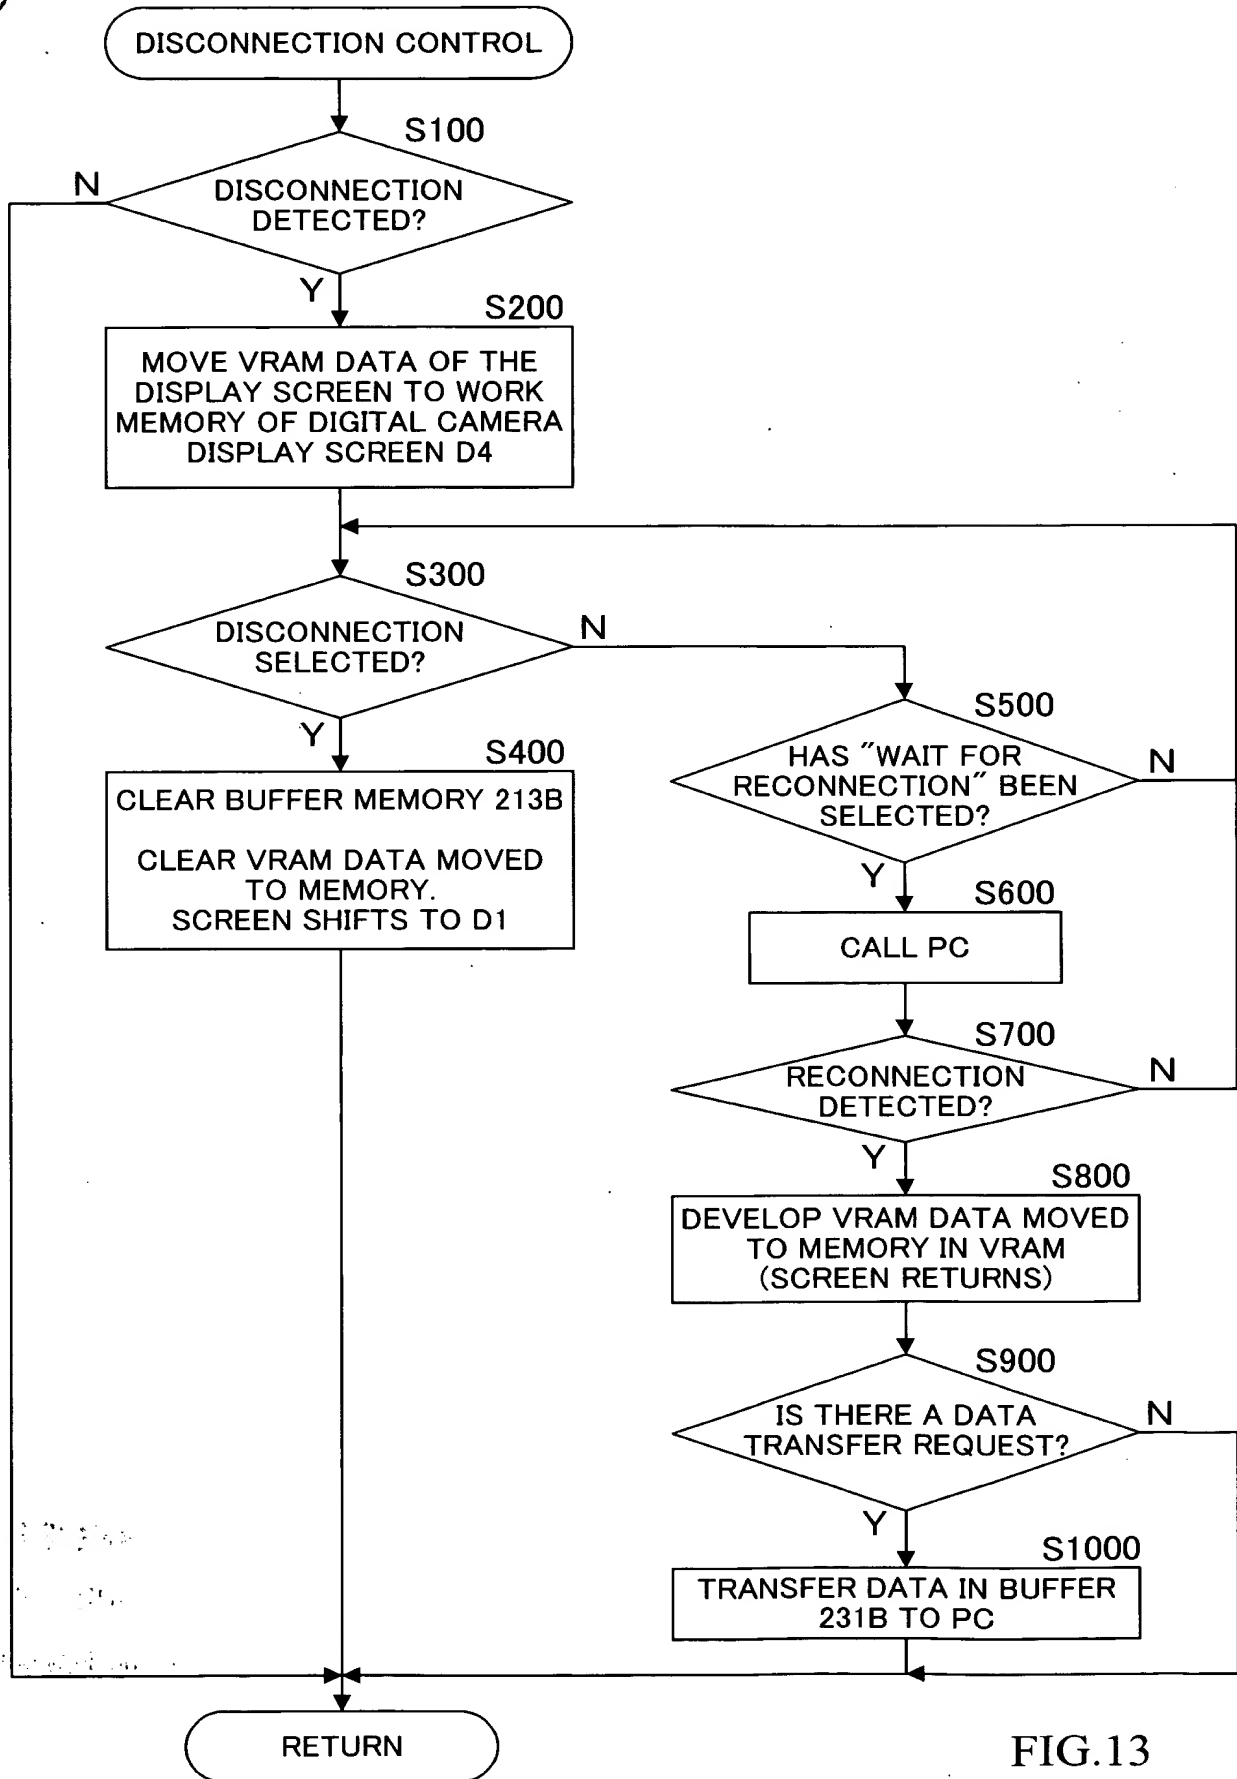 DISCONNECTION CONTROL
S100
DISCONNECTION
DETECTED?
N
Y
S200
MOVE VRAM DATA OF THE
DISPLAY SCREEN TO WORK
MEMORY OF DIGITAL CAMERA
DISPLAY SCREEN D4
S300
DISCONNECTION
SELECTED?
N
Y
S400
CLEAR BUFFER MEMORY 213B
CLEAR VRAM DATA MOVED
TO MEMORY.
SCREEN SHIFTS TO D1
S500
HAS "WAIT FOR
RECONNECTION" BEEN
SELECTED?
N
Y
S600
CALL PC
S700
RECONNECTION
DETECTED?
N
Y
S800
DEVELOP VRAM DATA MOVED
TO MEMORY IN VRAM
(SCREEN RETURNS)
S900
IS THERE A DATA
TRANSFER REQUEST?
N
Y
S1000
TRANSFER DATA IN BUFFER
231B TO PC
RETURN
FIG.13